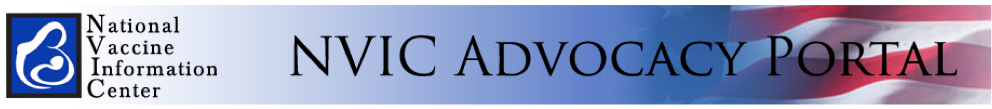 National
Vaccine
Information
Center
NVIC Advocacy Portal